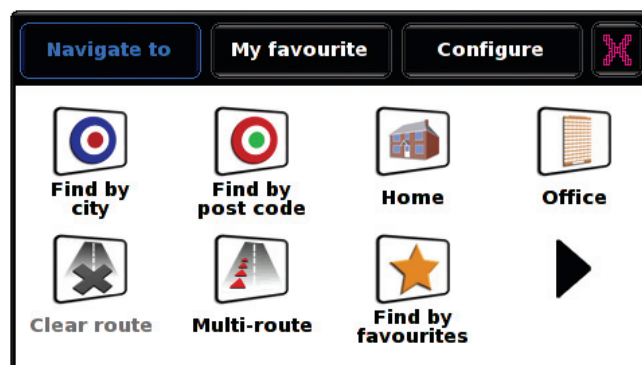 Navigate to
My favourite
Configure
Find by
city
Find by
post code
Home
Office
Clear route
Multi-route
Find by
favourites